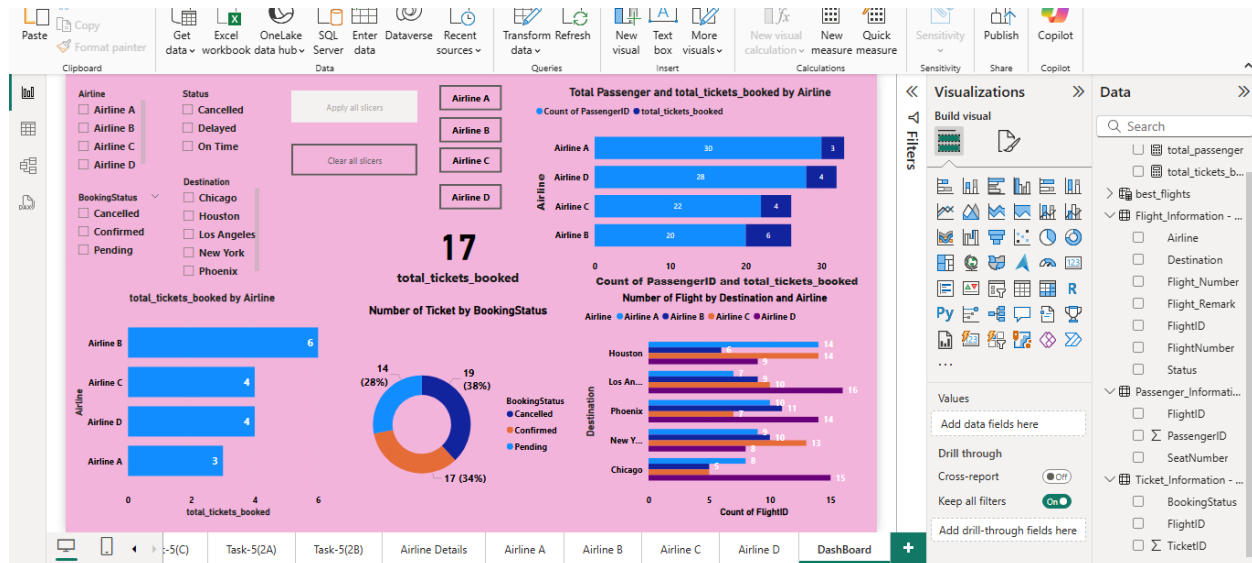 Paste
Copy
Format painter
Clipboard
Get data
Excel workbook
OneLake data hub
SQL Server
Enter data
Dataverse
Recent sources
Data
Transform data
Refresh
Queries
New visual
Text box
More visuals
Insert
New visual calculation
New measure
Quick measure
Calculations
Sensitivity
Sensitivity
Publish
Share
Copilot
Copilot
Airline
Airline A
Airline B
Airline C
Airline D
Status
Cancelled
Delayed
On Time
BookingStatus
Cancelled
Confirmed
Pending
Destination
Chicago
Houston
Los Angeles
New York
Phoenix
Apply all slicers
Clear all slicers
Airline A
Airline B
Airline C
Airline D
17
total_tickets_booked
Total Passenger and total_tickets_booked by Airline
Count of PassengerID total_tickets_booked
Airline
Airline A 30 3
Airline D 28 4
Airline C 22 4
Airline B 20 6
0 10 20 30
Count of PassengerID and total_tickets_booked
total_tickets_booked by Airline
Airline
Airline B 6
Airline C 4
Airline D 4
Airline A 3
0 2 4 6
total_tickets_booked
Number of Ticket by BookingStatus
14 (28%)
19 (38%)
17 (34%)
BookingStatus
Cancelled
Confirmed
Pending
Number of Flight by Destination and Airline
Airline Airline A Airline B Airline C Airline D
Destination
Houston 14 6 14 9
Los An... 7 9 10 16
Phoenix 10 11 7 14
New Y... 9 10 13 8
Chicago 8 5 5 15
0 5 10 15
Count of FlightID
Filters
Visualizations
Build visual
123
R
Py
Values
Add data fields here
Drill through
Cross-report Off
Keep all filters On
Add drill-through fields here
Data
Search
total_passenger
total_tickets_b...
best_flights
Flight_Information - ...
Airline
Destination
Flight_Number
Flight_Remark
FlightID
FlightNumber
Status
Passenger_Informati...
FlightID
PassengerID
SeatNumber
Ticket_Information - ...
BookingStatus
FlightID
TicketID
:-5(C)
Task-5(2A)
Task-5(2B)
Airline Details
Airline A
Airline B
Airline C
Airline D
DashBoard